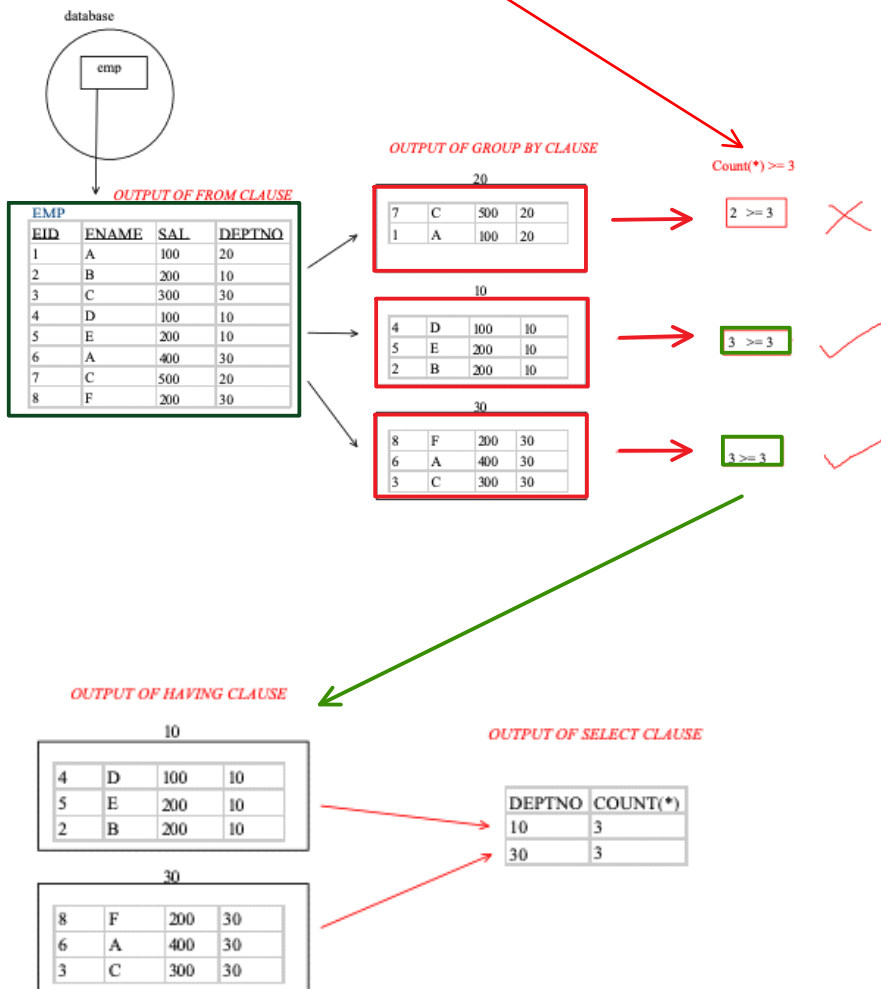 database
emp
OUTPUT OF GROUP BY CLAUSE
Count(*) >= 3
OUTPUT OF FROM CLAUSE
EMP
EID ENAME SAL DEPTNO
1 A 100 20
2 B 200 10
3 C 300 30
4 D 100 10
5 E 200 10
6 A 400 30
7 C 500 20
8 F 200 30
20
7 C 500 20
1 A 100 20
2 >= 3
10
4 D 100 10
5 E 200 10
2 B 200 10
3 >= 3
30
8 F 200 30
6 A 400 30
3 C 300 30
3 >= 3
OUTPUT OF HAVING CLAUSE
10
4 D 100 10
5 E 200 10
2 B 200 10
30
8 F 200 30
6 A 400 30
3 C 300 30
OUTPUT OF SELECT CLAUSE
DEPTNO COUNT(*)
10 3
30 3